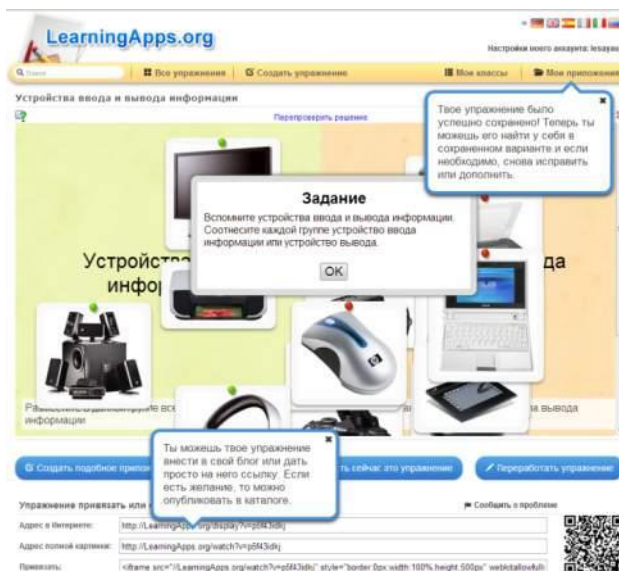 LearningApps.org
Настройки моего аккаунта:
Все упражнения
Создать упражнение
Мои классы
Мои приложения
Устройства ввода и вывода информации
Перепроверить решение
Твое упражнение было
успешно сохранено! Теперь ты
можешь его найти у себя в
сохраненном варианте и если
необходимо, снова исправить
или дополнить.
Задание
Вспомните устройства ввода и вывода информации.
Соотнесите каждой группе устройство ввода
информации или устройство вывода.
OK
Устройст
инфор
да
вывода
информации
Ты можешь твое упражнение
внести в свой блог или дать
просто на него ссылку. Если
есть желание, то можно
опубликовать в каталоге.
Создать подобное прило
ть сейчас это упражнение
Переработать упражнение
Упражнение привязать или
Сообщить о проблеме
Адрес в Интернете:
Адрес полной картинки:
Привязать: